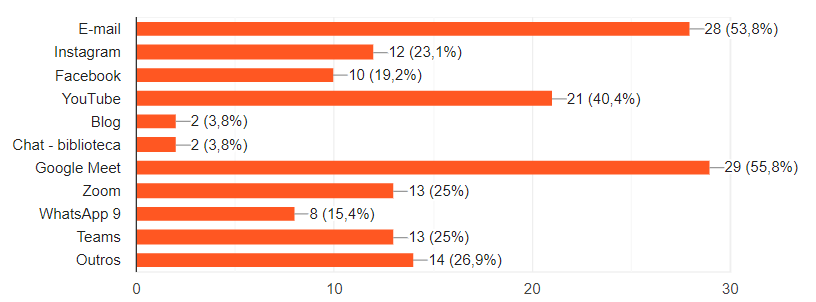 E-mail 28 (53,8%)
Instagram 12 (23,1%)
Facebook 10 (19,2%)
YouTube 21 (40,4%)
Blog 2 (3,8%)
Chat - biblioteca 2 (3,8%)
Google Meet 29 (55,8%)
Zoom 13 (25%)
WhatsApp 9 8 (15,4%)
Teams 13 (25%)
Outros 14 (26,9%)
0 10 20 30